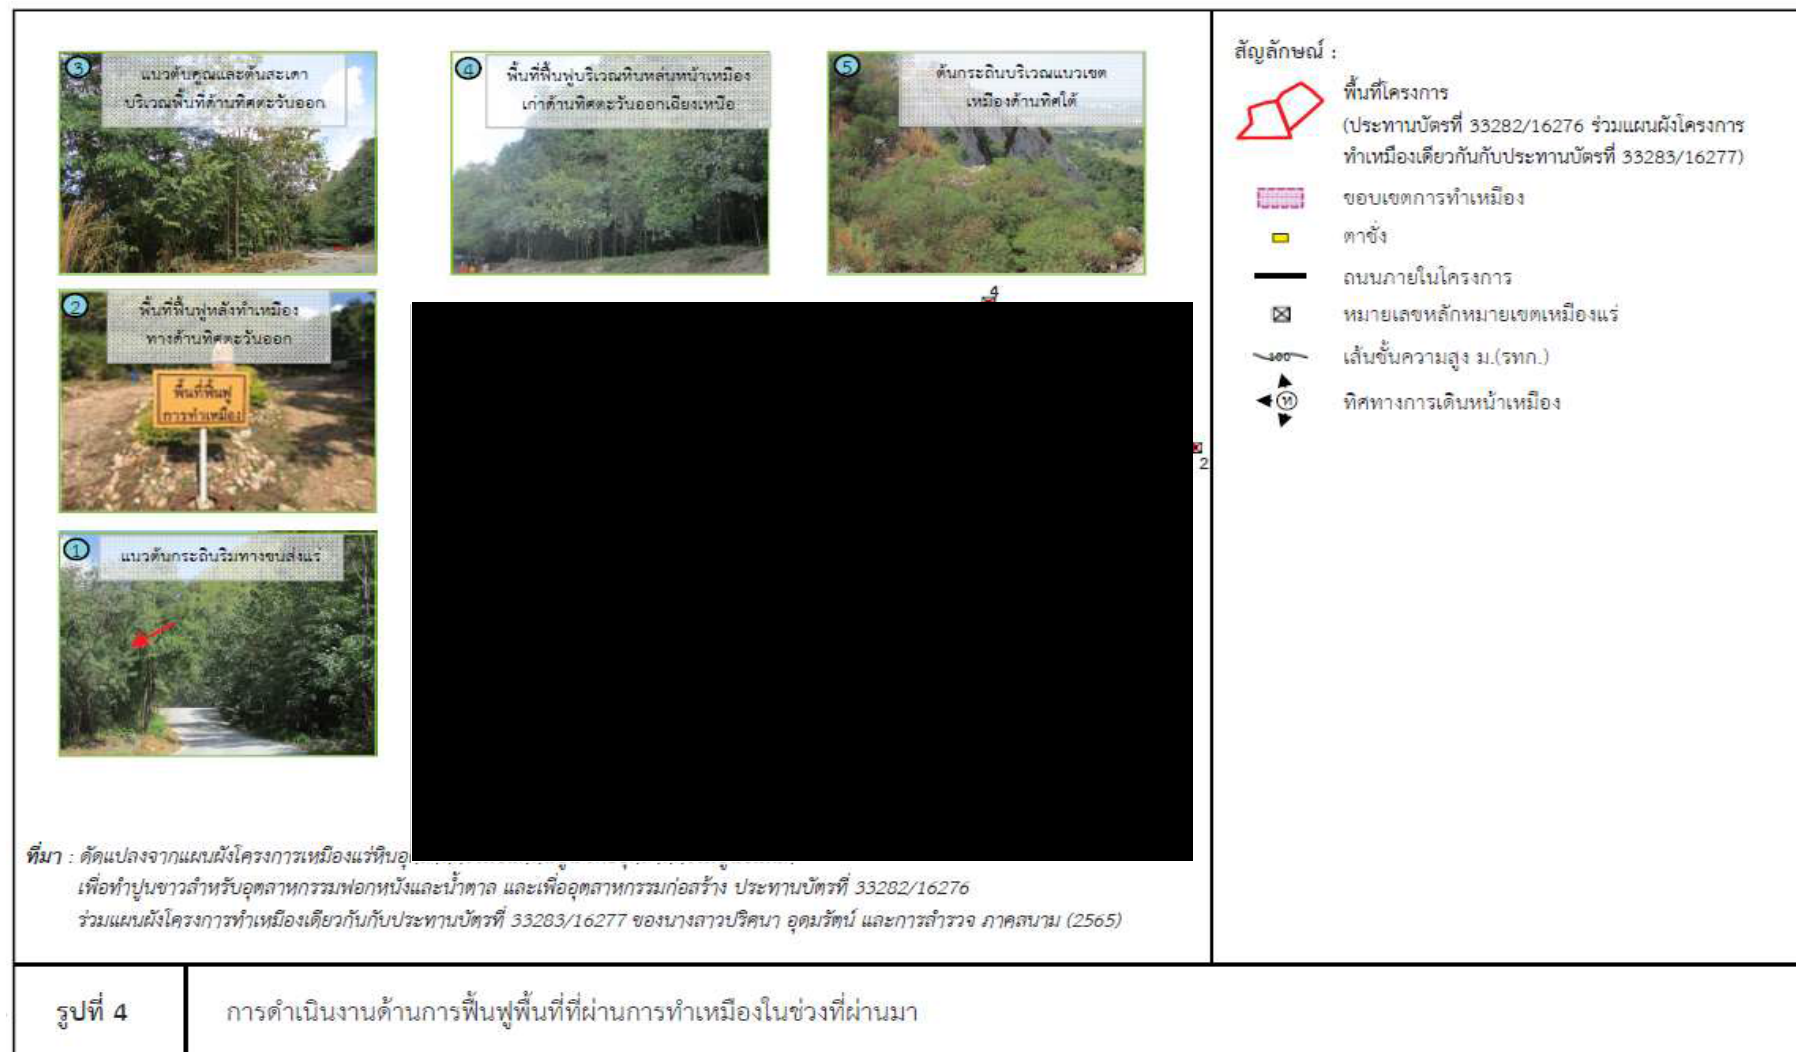 3
แนวต้นคูณและต้นสะเดา
บริเวณพื้นที่ด้านทิศตะวันออก
4
พื้นที่ฟื้นฟูบริเวณหินหล่นหน้าเหมือง
เก่าด้านทิศตะวันออกเฉียงเหนือ
5
ต้นกระถินบริเวณแนวเขต
เหมืองด้านทิศใต้
2
พื้นที่ฟื้นฟูหลังทำเหมือง
ทางด้านทิศตะวันออก
พื้นที่ฟื้นฟู
การทำเหมือง
1
แนวต้นกระถินริมทางขนส่งแร่
4
2
สัญลักษณ์ :
พื้นที่โครงการ
(ประทานบัตรที่ 33282/16276 ร่วมแผนผังโครงการ
ทำเหมืองเดียวกันกับประทานบัตรที่ 33283/16277)
ขอบเขตการทำเหมือง
ตาชั่ง
ถนนภายในโครงการ
หมายเลขหลักหมายเขตเหมืองแร่
100
เส้นชั้นความสูง ม.(รทก.)
ท
ทิศทางการเดินหน้าเหมือง
ที่มา : ดัดแปลงจากแผนผังโครงการเหมืองแร่หินอุ
เพื่อทำปูนขาวสำหรับอุตสาหกรรมฟอกหนังและน้ำตาล และเพื่ออุตสาหกรรมก่อสร้าง ประทานบัตรที่ 33282/16276
ร่วมแผนผังโครงการทำเหมืองเดียวกันกับประทานบัตรที่ 33283/16277 ของนางสาวปริศนา อุดมรัตน์ และการสำรวจ ภาคสนาม (2565)
รูปที่ 4
การดำเนินงานด้านการฟื้นฟูพื้นที่ที่ผ่านการทำเหมืองในช่วงที่ผ่านมา